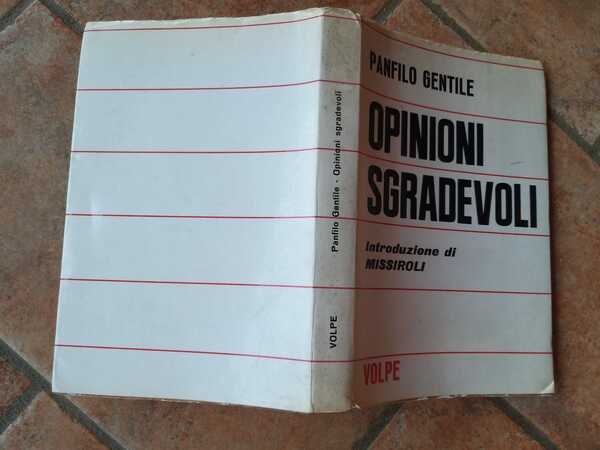 PANFILO GENTILE
OPINIONI
SGRADEVOLI
Introduzione di
MISSIROLI
VOLPE
Panfilo Gentile - Opinioni sgradevoli
VOLPE